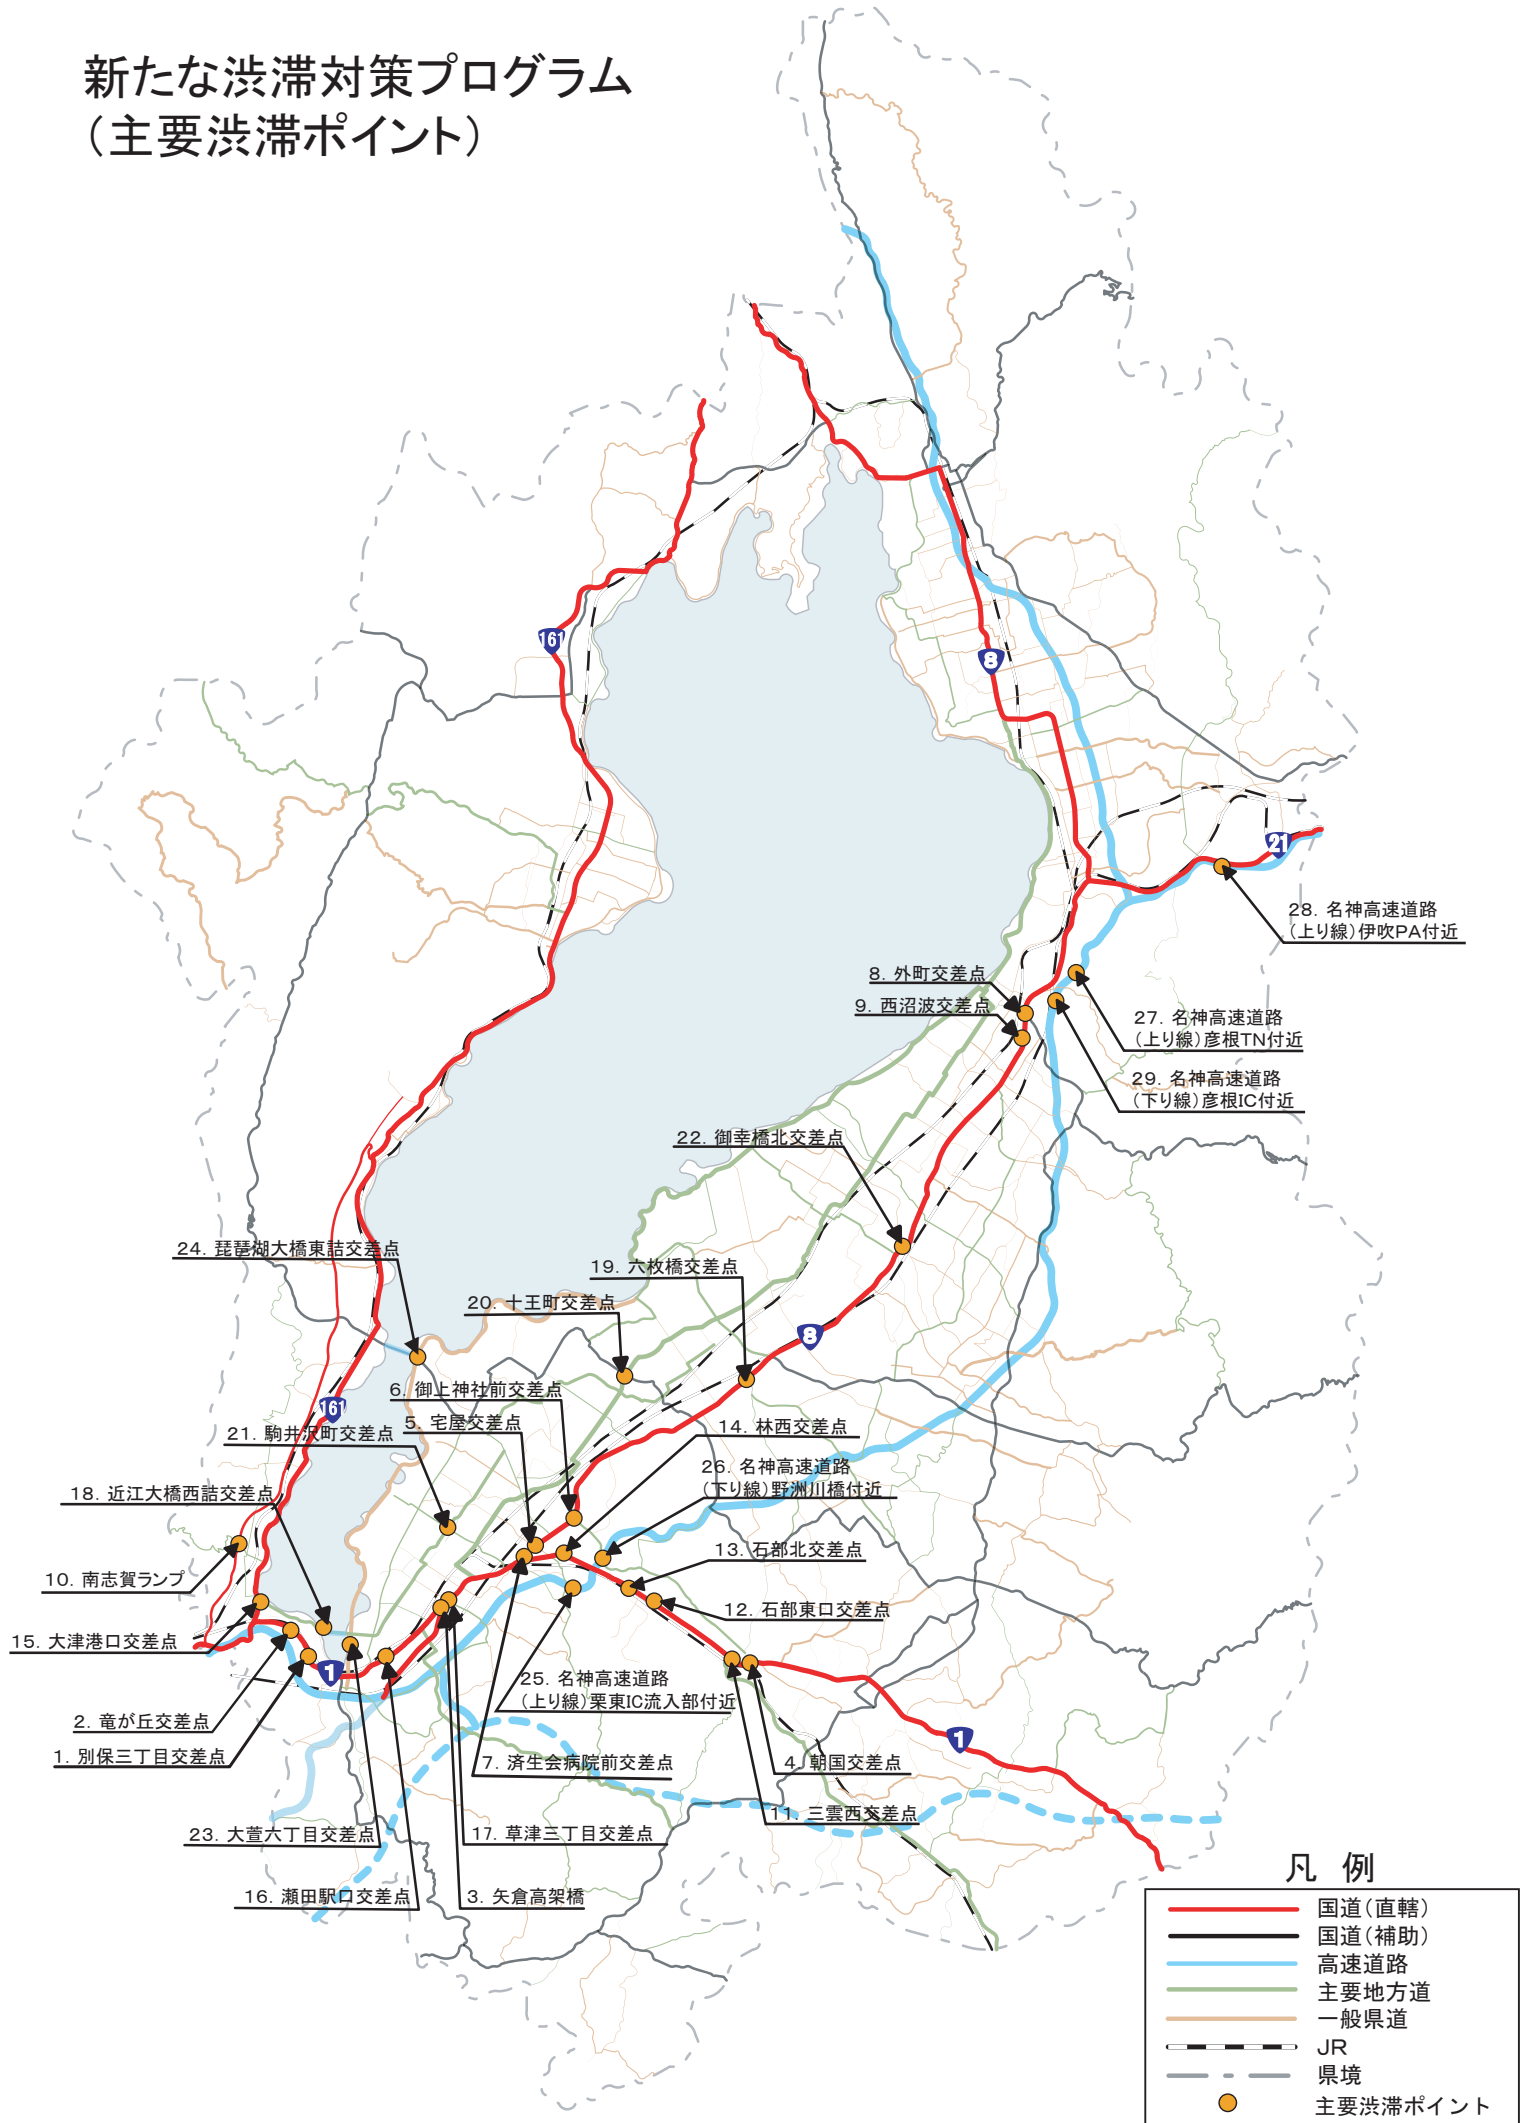 新たな渋滞対策プログラム
（主要渋滞ポイント）
161
8
21
28. 名神高速道路
（上り線）伊吹PA付近
8. 外町交差点
9. 西沼波交差点
27. 名神高速道路
（上り線）彦根TN付近
29. 名神高速道路
（下り線）彦根IC付近
22. 御幸橋北交差点
24. 琵琶湖大橋東詰交差点
19. 六枚橋交差点
20. 十王町交差点
8
6. 御上神社前交差点
161
5. 宅屋交差点
14. 林西交差点
21. 駒井沢町交差点
26. 名神高速道路
（下り線）野洲川橋付近
18. 近江大橋西詰交差点
13. 石部北交差点
10. 南志賀ランプ
12. 石部東口交差点
15. 大津港口交差点
1
25. 名神高速道路
（上り線）栗東IC流入部付近
2. 竜が丘交差点
1
1. 別保三丁目交差点
7. 済生会病院前交差点
4. 朝国交差点
11. 三雲西交差点
23. 大萱六丁目交差点
17. 草津三丁目交差点
16. 瀬田駅口交差点
3. 矢倉高架橋
凡 例
国道（直轄）
国道（補助）
高速道路
主要地方道
一般県道
JR
県境
主要渋滞ポイント